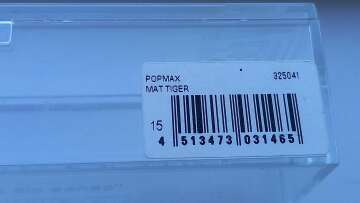 POPMAX 325041
MAT TIGER
15
4 513473 031465